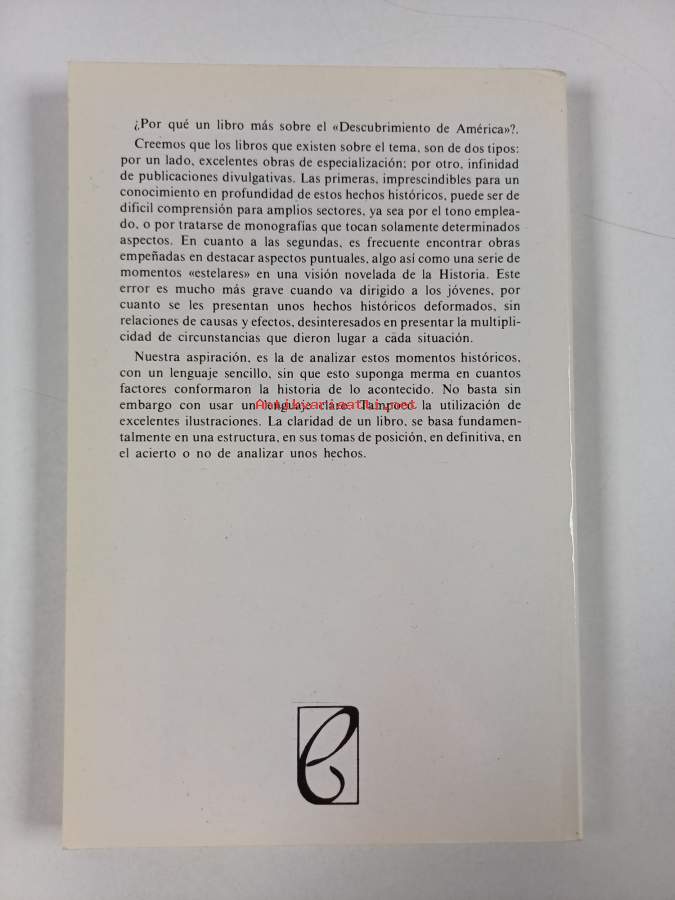 ¿Por qué un libro más sobre el «Descubrimiento de América»?.
Creemos que los libros que existen sobre el tema, son de dos tipos:
por un lado, excelentes obras de especialización; por otro, infinidad
de publicaciones divulgativas. Las primeras, imprescindibles para un
conocimiento en profundidad de estos hechos históricos, puede ser de
dificil comprensión para amplios sectores, ya sea por el tono emplea-
do, o por tratarse de monografías que tocan solamente determinados
aspectos. En cuanto a las segundas, es frecuente encontrar obras
empeñadas en destacar aspectos puntuales, algo así como una serie de
momentos «estelares» en una visión novelada de la Historia. Este
error es mucho más grave cuando va dirigido a los jóvenes, por
cuanto se les presentan unos hechos históricos deformados, sin
relaciones de causas y efectos, desinteresados en presentar la multipli-
cidad de circunstancias que dieron lugar a cada situación.
Nuestra aspiración, es la de analizar estos momentos históricos,
con un lenguaje sencillo, sin que esto suponga merma en cuantos
factores conformaron la historia de lo acontecido. No basta sin
embargo con usar un lenguaje claro. Tampoco la utilización de
Antikvariaatti.net
excelentes ilustraciones. La claridad de un libro, se basa fundamen-
talmente en una estructura, en sus tomas de posición, en definitiva, en
el acierto o no de analizar unos hechos.